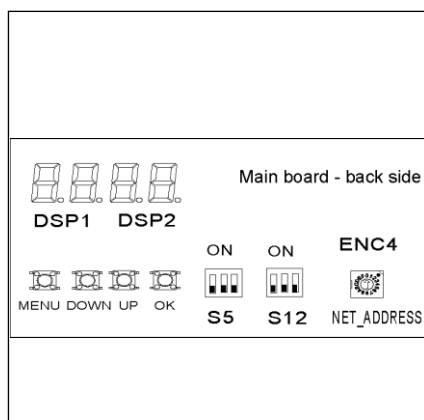 Main board - back side
DSP1 DSP2
ON ON ENC4
MENU DOWN UP OK
S5 S12 NET_ADDRESS